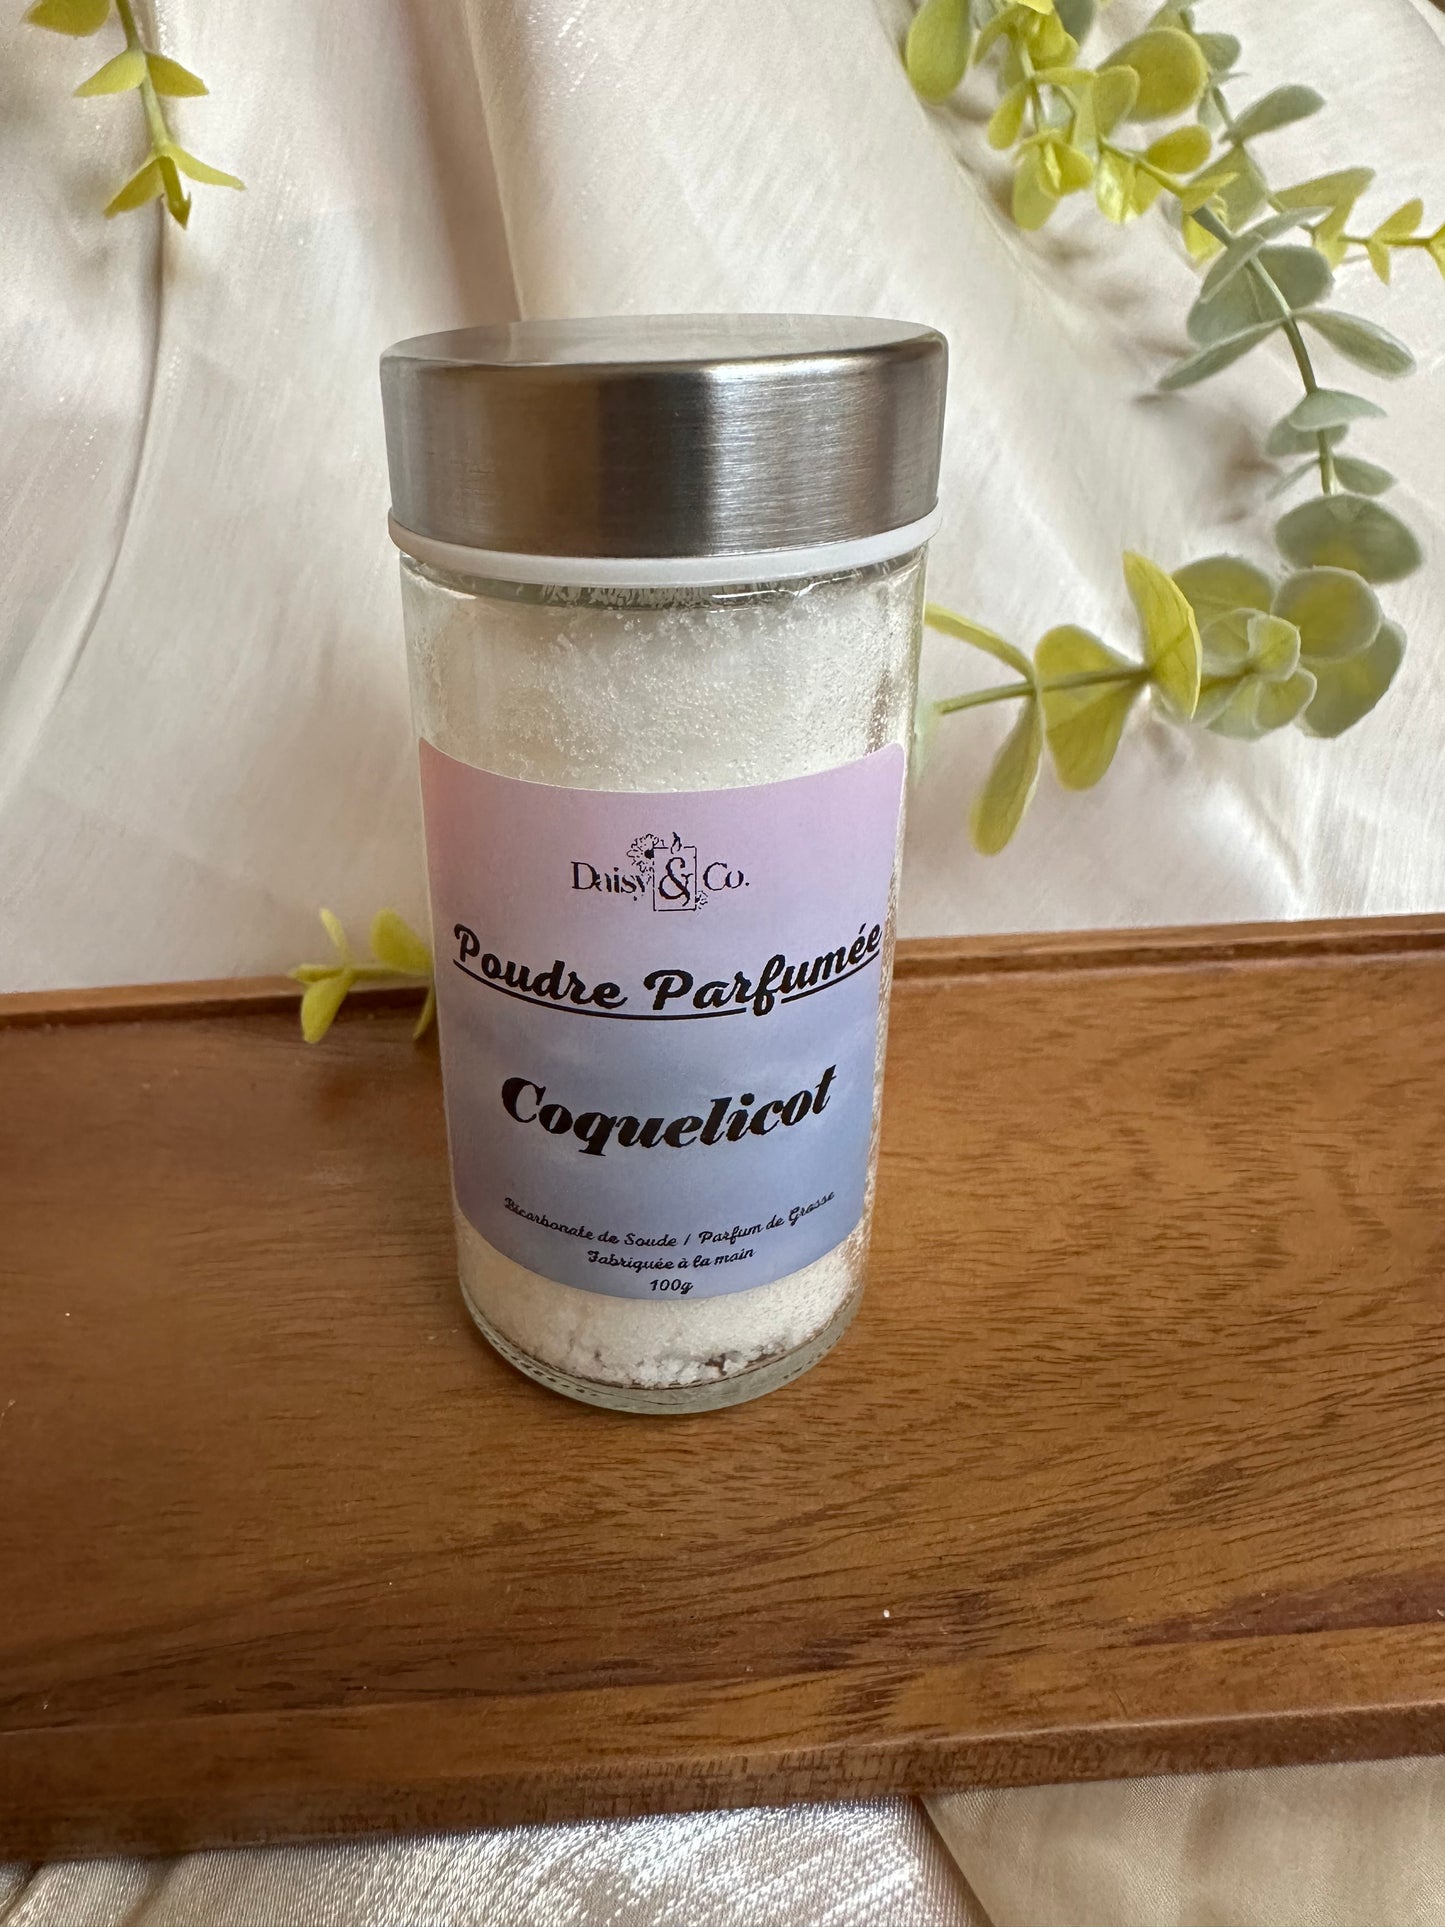 Daisy & Co.
Poudre Parfumée
Coquelicot
Bicarbonate de Soude / Parfum de Grasse
Fabriquée à la main
100g